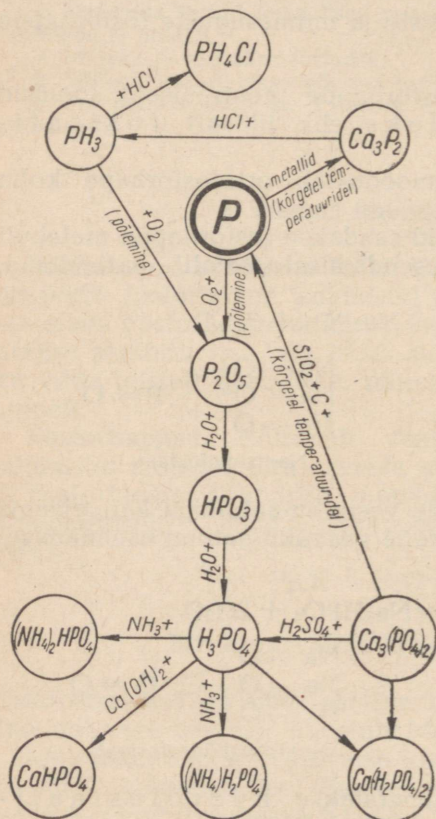 PH₄Cl
+HCl
PH₃
HCl+
Ca₃P₂
P
+metallid
(kõrgetel tem-
peratuuridel)
+O₂
(põlemine)
O₂+
(põlemine)
SiO₂+C+
(kõrgetel temperatuuridel)
P₂O₅
H₂O+
HPO₃
H₂O+
(NH₄)₂HPO₄
NH₃+
H₃PO₄
H₂SO₄+
Ca₃(PO₄)₂
Ca(OH)₂+
NH₃+
CaHPO₄
(NH₄)H₂PO₄
Ca(H₂PO₄)₂